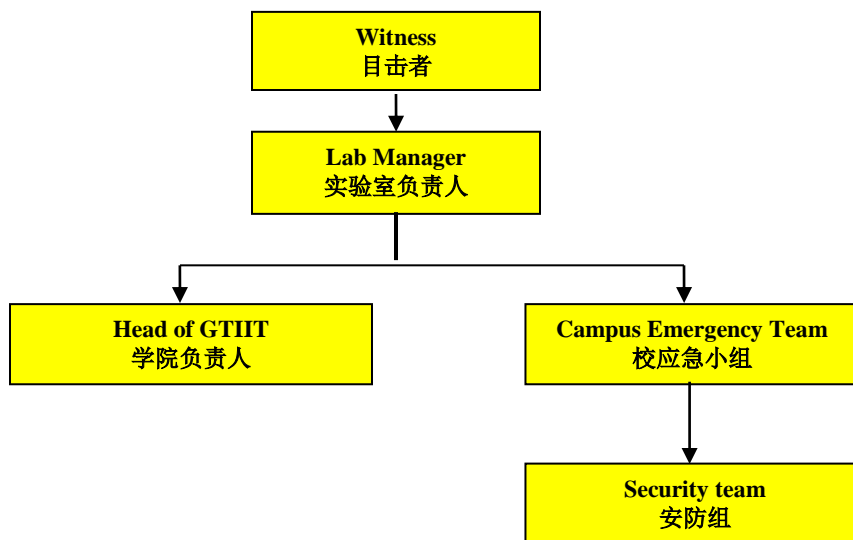 Witness
目击者
Lab Manager
实验室负责人
Head of GTIIT
学院负责人
Campus Emergency Team
校应急小组
Security team
安防组